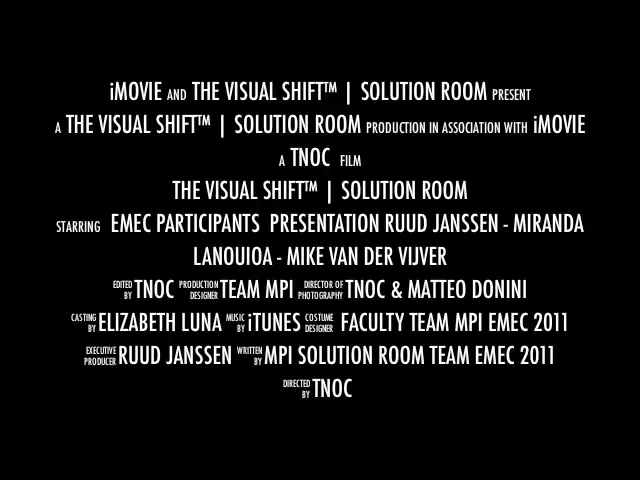 iMOVIE AND THE VISUAL SHIFT™ | SOLUTION ROOM PRESENT
A THE VISUAL SHIFT™ | SOLUTION ROOM PRODUCTION IN ASSOCIATION WITH iMOVIE
A TNOC FILM
THE VISUAL SHIFT™ | SOLUTION ROOM
STARRING EMEC PARTICIPANTS PRESENTATION RUUD JANSSEN - MIRANDA
LANOUIOA - MIKE VAN DER VIJVER
EDITED BY TNOC PRODUCTION DESIGNER TEAM MPI DIRECTOR OF PHOTOGRAPHY TNOC & MATTEO DONINI
CASTING BY ELIZABETH LUNA MUSIC BY iTUNES COSTUME DESIGNER FACULTY TEAM MPI EMEC 2011
EXECUTIVE PRODUCER RUUD JANSSEN WRITTEN BY MPI SOLUTION ROOM TEAM EMEC 2011
DIRECTED BY TNOC